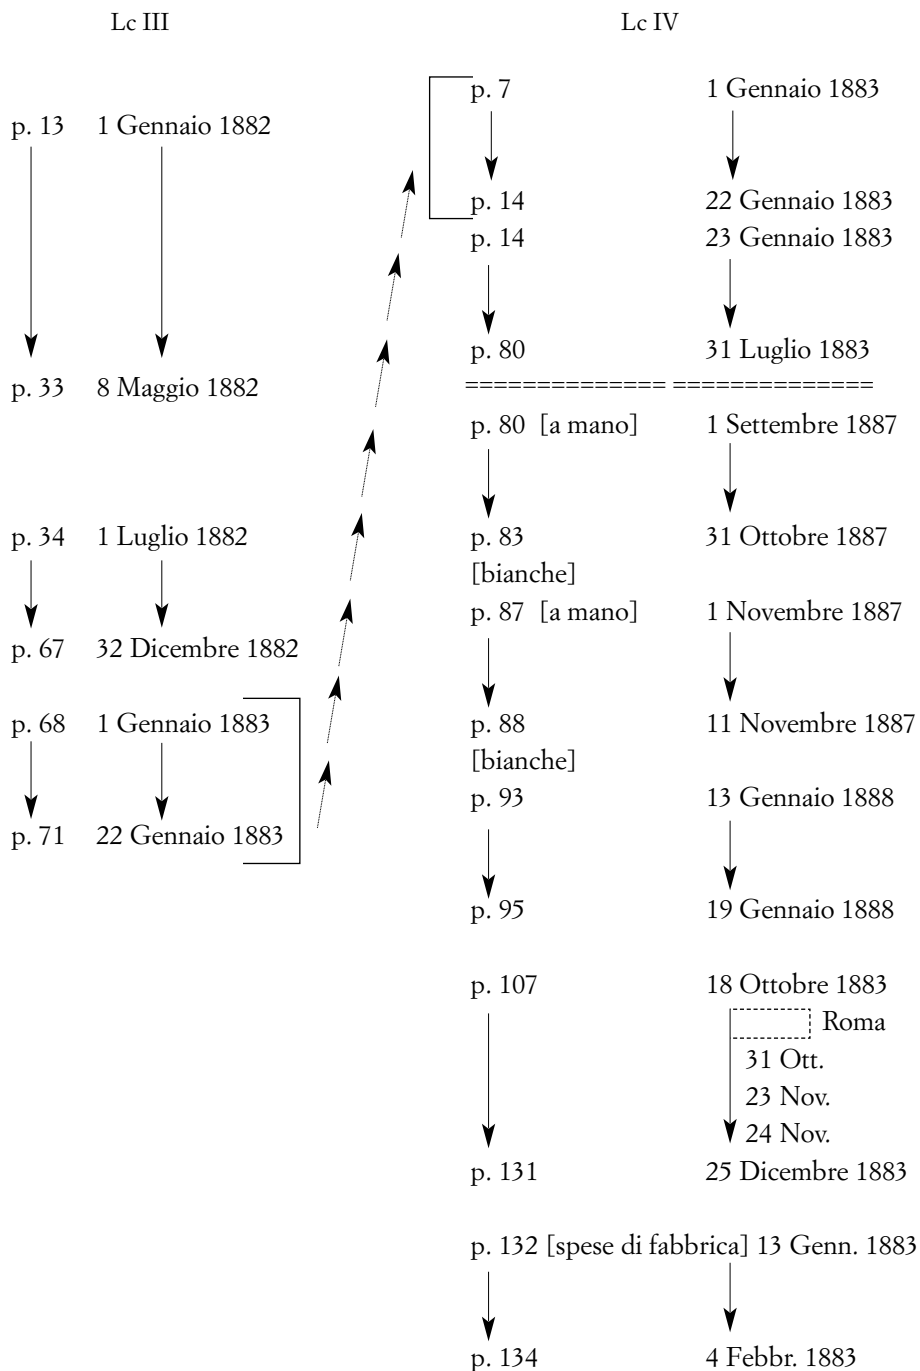 Lc III
p. 13 1 Gennaio 1882
p. 33 8 Maggio 1882
p. 34 1 Luglio 1882
p. 67 32 Dicembre 1882
p. 68 1 Gennaio 1883
p. 71 22 Gennaio 1883
Lc IV
p. 7 1 Gennaio 1883
p. 14 22 Gennaio 1883
p. 14 23 Gennaio 1883
p. 80 31 Luglio 1883
============== ==============
p. 80 [a mano] 1 Settembre 1887
p. 83 31 Ottobre 1887
[bianche]
p. 87 [a mano] 1 Novembre 1887
p. 88 11 Novembre 1887
[bianche]
p. 93 13 Gennaio 1888
p. 95 19 Gennaio 1888
p. 107 18 Ottobre 1883
Roma
31 Ott.
23 Nov.
24 Nov.
p. 131 25 Dicembre 1883
p. 132 [spese di fabbrica] 13 Genn. 1883
p. 134 4 Febbr. 1883